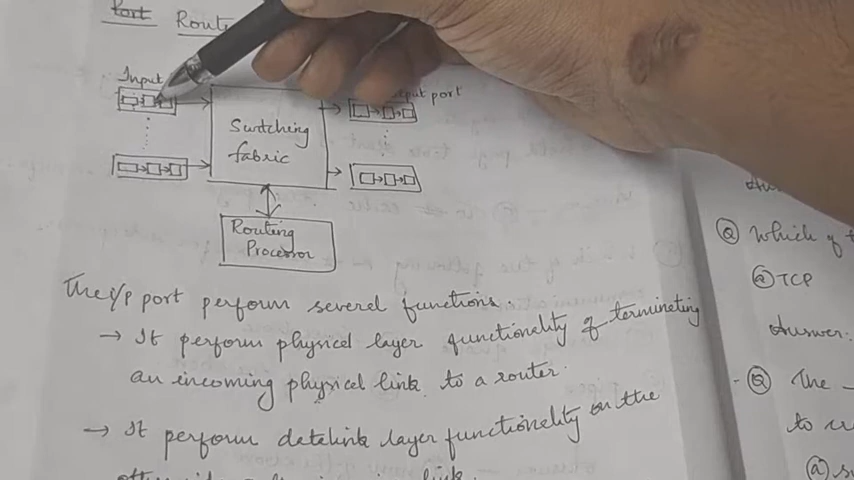 Port
Input
put port
Switching
fabric
Routing
Processor
The i/p port perform several functions.
→ It perform physical layer functionality of terminating
an incoming physical link to a router.
→ It perform datalink layer functionality on the
link.
Q Which of
a TCP
Answer:
Q The
to
a